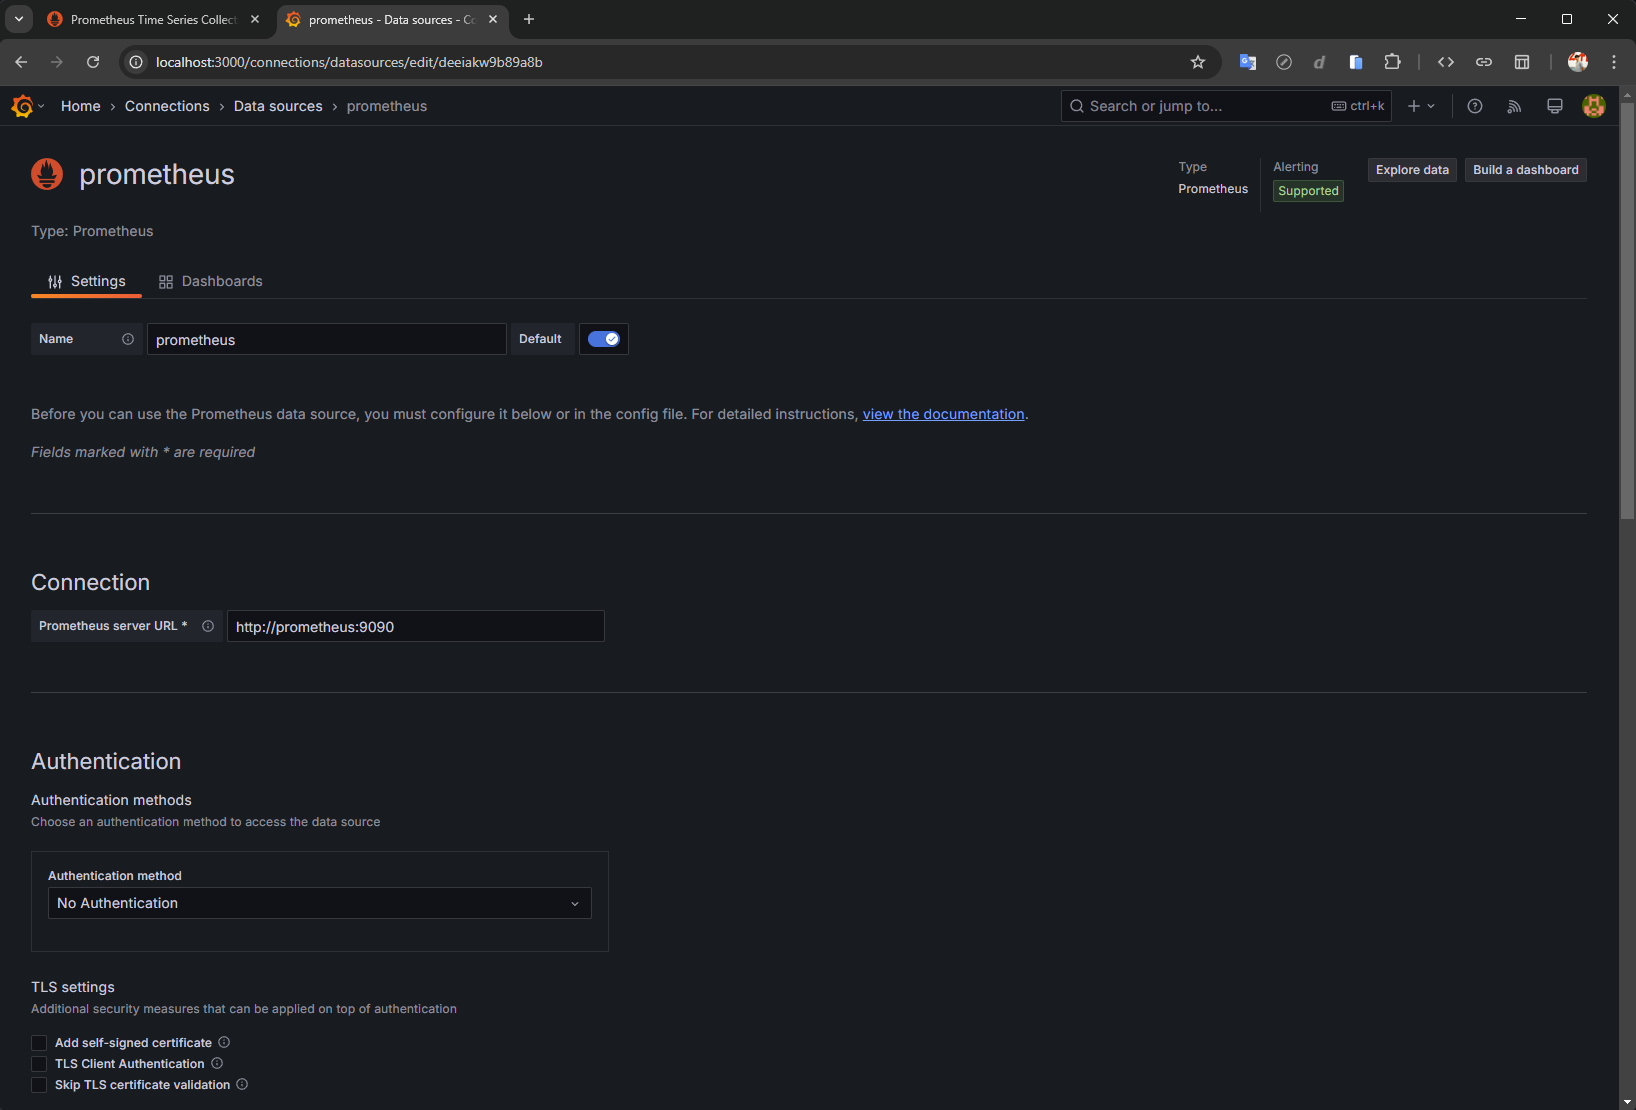 Prometheus Time Series Collect
prometheus - Data sources - Co
localhost:3000/connections/datasources/edit/deeiakw9b89a8b
Home › Connections › Data sources › prometheus
Search or jump to...
ctrl+k
prometheus
Type
Prometheus
Alerting
Supported
Explore data
Build a dashboard
Type: Prometheus
Settings
Dashboards
Name
prometheus
Default
Before you can use the Prometheus data source, you must configure it below or in the config file. For detailed instructions, view the documentation.
Fields marked with * are required
Connection
Prometheus server URL *
http://prometheus:9090
Authentication
Authentication methods
Choose an authentication method to access the data source
Authentication method
No Authentication
TLS settings
Additional security measures that can be applied on top of authentication
Add self-signed certificate
TLS Client Authentication
Skip TLS certificate validation